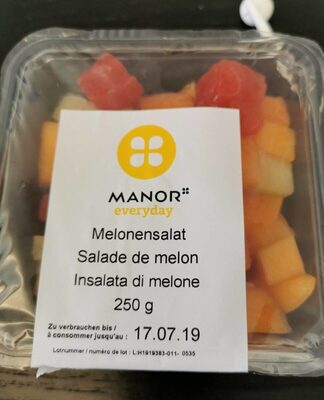 MANOR
everyday
Melonensalat
Salade de melon
Insalata di melone
250 g
Zu verbrauchen bis /
à consommer jusqu'au : 17.07.19
Lotnummer / numéro de lot : L:H1919383-011- 0535